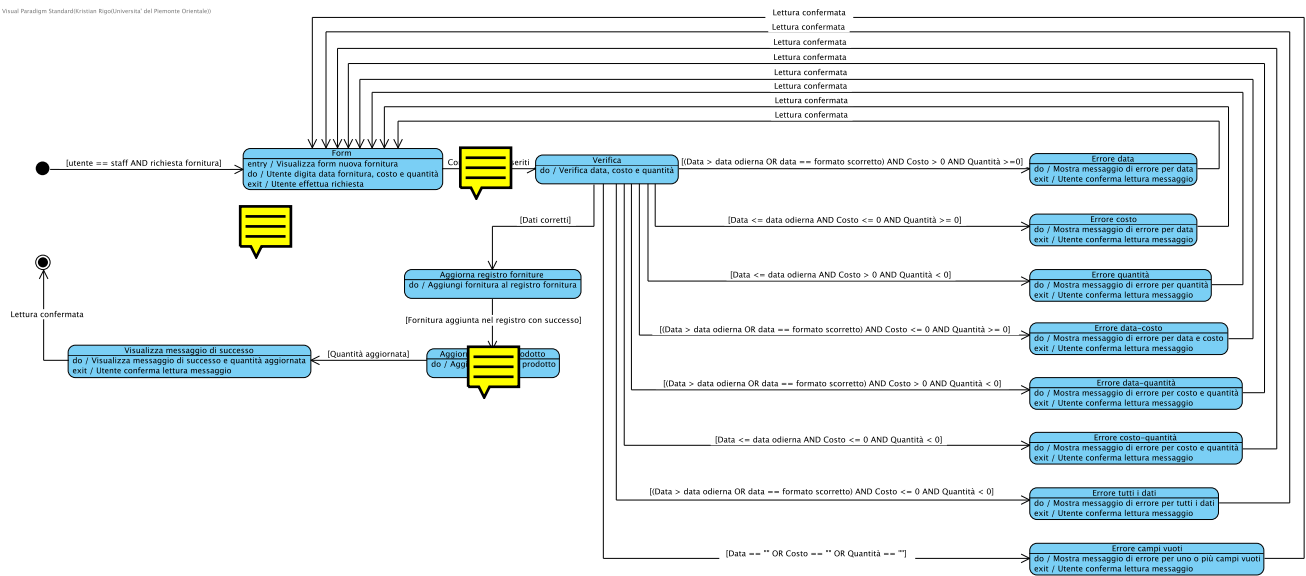 Visual Paradigm Standard(Kristian Rigo(Universita' del Piemonte Orientale))
Lettura confermata
Lettura confermata
Lettura confermata
Lettura confermata
Lettura confermata
Lettura confermata
Lettura confermata
Lettura confermata
[utente == staff AND richiesta fornitura]
Form
entry / Visualizza form nuova fornitura
do / Utente digita data fornitura, costo e quantità
exit / Utente effettua richiesta
Verifica
do / Verifica data, costo e quantità
[(Data > data odierna OR data == formato scorretto) AND Costo > 0 AND Quantità >=0]
Errore data
do / Mostra messaggio di errore per data
exit / Utente conferma lettura messaggio
[Dati corretti]
[Data <= data odierna AND Costo <= 0 AND Quantità >= 0]
Errore costo
do / Mostra messaggio di errore per data
exit / Utente conferma lettura messaggio
Aggiorna registro forniture
do / Aggiungi fornitura al registro fornitura
[Data <= data odierna AND Costo > 0 AND Quantità < 0]
Errore quantità
do / Mostra messaggio di errore per quantità
exit / Utente conferma lettura messaggio
Lettura confermata
[Fornitura aggiunta nel registro con successo]
[(Data > data odierna OR data == formato scorretto) AND Costo <= 0 AND Quantità >= 0]
Errore data-costo
do / Mostra messaggio di errore per data e costo
exit / Utente conferma lettura messaggio
Visualizza messaggio di successo
do / Visualizza messaggio di successo e quantità aggiornata
exit / Utente conferma lettura messaggio
[Quantità aggiornata]
do / prodotto
[(Data > data odierna OR data == formato scorretto) AND Costo > 0 AND Quantità < 0]
Errore data-quantità
do / Mostra messaggio di errore per costo e quantità
exit / Utente conferma lettura messaggio
[Data <= data odierna AND Costo <= 0 AND Quantità < 0]
Errore costo-quantità
do / Mostra messaggio di errore per costo e quantità
exit / Utente conferma lettura messaggio
[(Data > data odierna OR data == formato scorretto) AND Costo <= 0 AND Quantità < 0]
Errore tutti i dati
do / Mostra messaggio di errore per tutti i dati
exit / Utente conferma lettura messaggio
[Data == "" OR Costo == "" OR Quantità == ""]
Errore campi vuoti
do / Mostra messaggio di errore per uno o più campi vuoti
exit / Utente conferma lettura messaggio